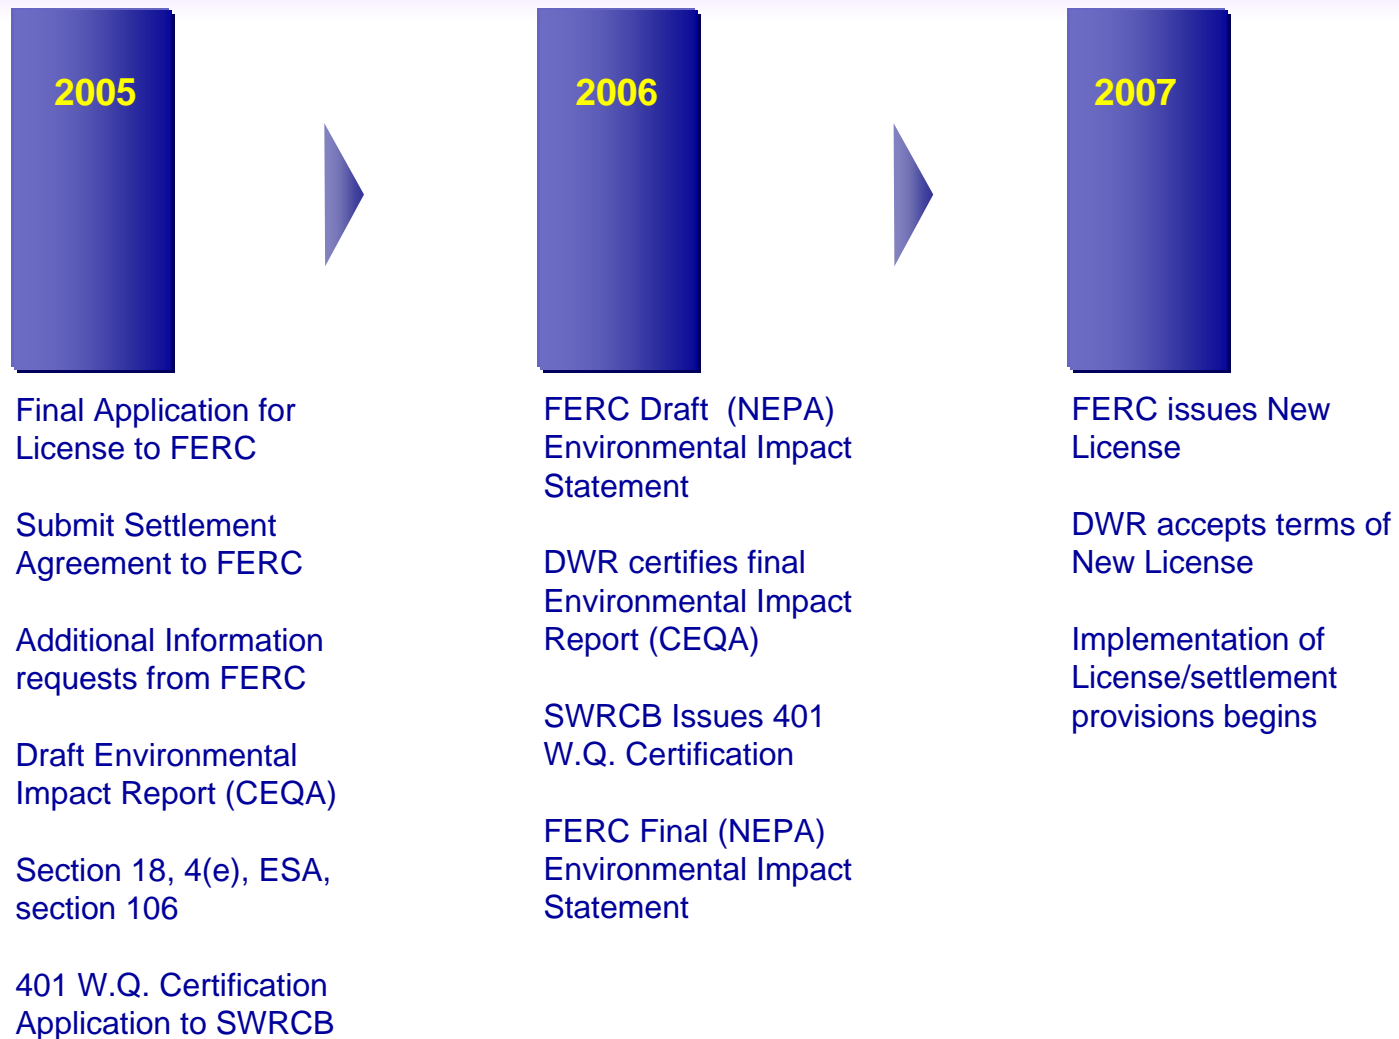 2005
Final Application for
License to FERC
Submit Settlement
Agreement to FERC
Additional Information
requests from FERC
Draft Environmental
Impact Report (CEQA)
Section 18, 4(e), ESA,
section 106
401 W.Q. Certification
Application to SWRCB
2006
FERC Draft  (NEPA)
Environmental Impact
Statement
DWR certifies final
Environmental Impact
Report (CEQA)
SWRCB Issues 401
W.Q. Certification
FERC Final (NEPA)
Environmental Impact
Statement
2007
FERC issues New
License
DWR accepts terms of
New License
Implementation of
License/settlement
provisions begins